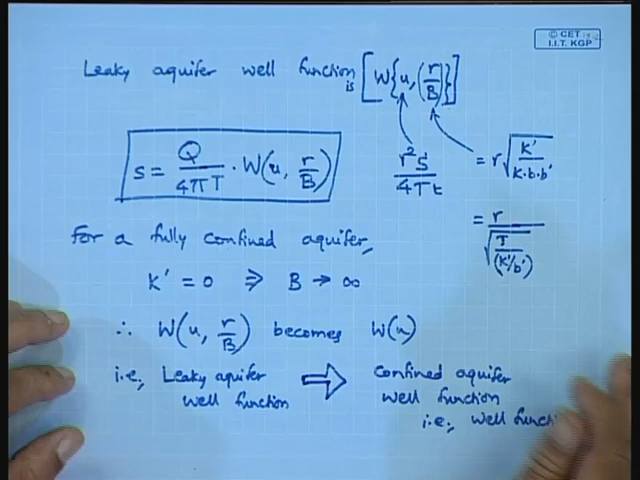 © CET
I.I.T. KGP
Leaky aquifer well function is [W{u, (r/B)}]
s = Q/4πT · W(u, r/B)
r²S/4Tt
= r√(K'/K·b·b')
= r/√(T/(K'/b'))
For a fully confined aquifer,
K' = 0 ⇒ B → ∞
∴ W(u, r/B) becomes W(u)
i.e., Leaky aquifer well function ⇒ confined aquifer well function
i.e., well